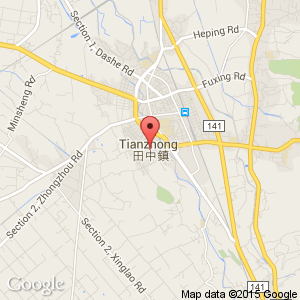 Heping Rd
Section 1, Dashe Rd
Minsheng Rd
Fuxing Rd
141
Tianzhong
田中鎮
Section 2, Zhongzhou Rd
Section 2, Xinglao Rd
141
Google
Map data ©2015 Google